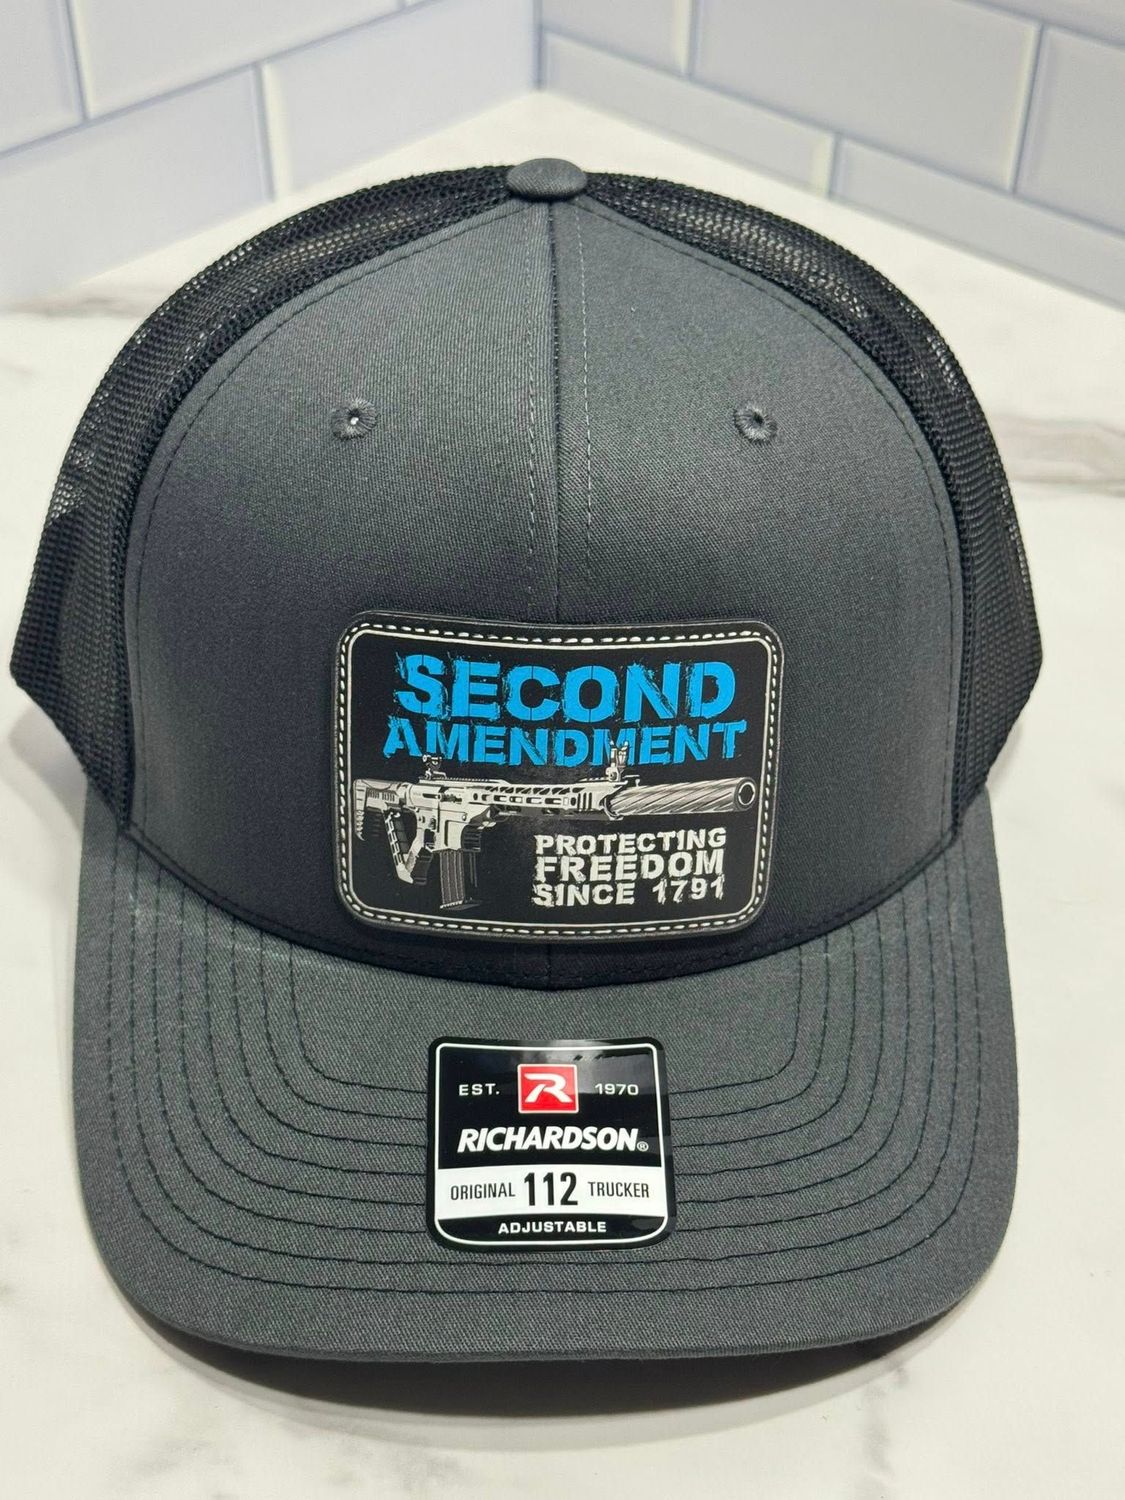 SECOND
AMENDMENT
PROTECTING
FREEDOM
SINCE 1791
EST. R 1970
RICHARDSON®
ORIGINAL 112 TRUCKER
ADJUSTABLE